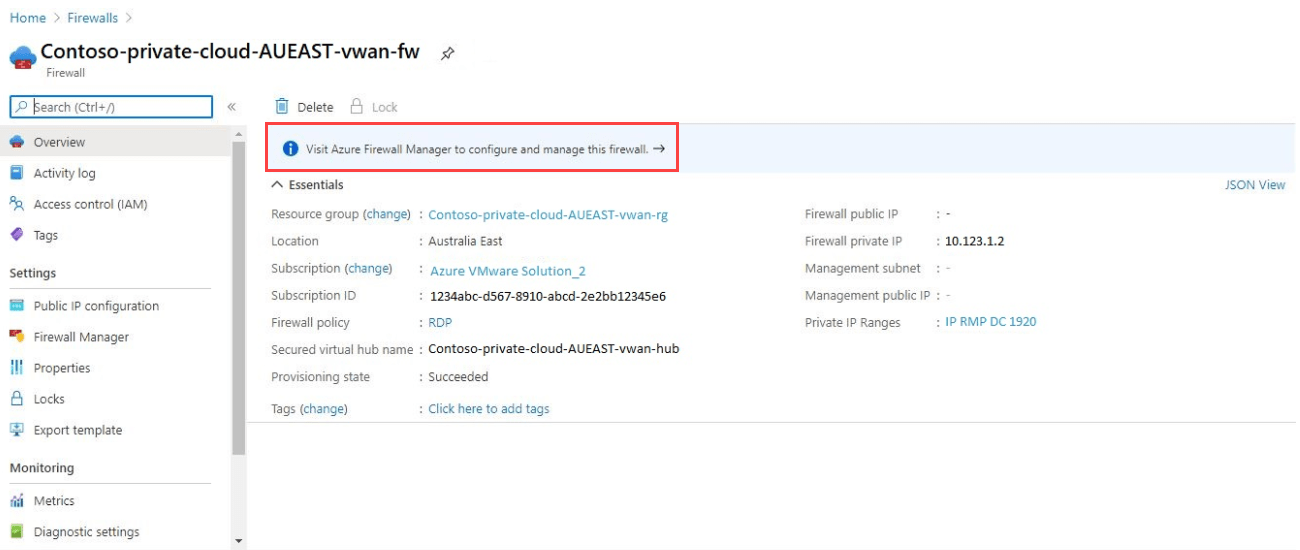 Home > Firewalls >
Contoso-private-cloud-AUEAST-vwan-fw
Firewall
Search (Ctrl+/)
«
Delete
Lock
Overview
Activity log
Access control (IAM)
Tags
Settings
Public IP configuration
Firewall Manager
Properties
Locks
Export template
Monitoring
Metrics
Diagnostic settings
Visit Azure Firewall Manager to configure and manage this firewall. →
Essentials
JSON View
Resource group (change) : Contoso-private-cloud-AUEAST-vwan-rg
Location : Australia East
Subscription (change) : Azure VMware Solution_2
Subscription ID : 1234abc-d567-8910-abcd-2e2bb12345e6
Firewall policy : RDP
Secured virtual hub name : Contoso-private-cloud-AUEAST-vwan-hub
Provisioning state : Succeeded
Tags (change) : Click here to add tags
Firewall public IP : -
Firewall private IP : 10.123.1.2
Management subnet : -
Management public IP : -
Private IP Ranges : IP RMP DC 1920